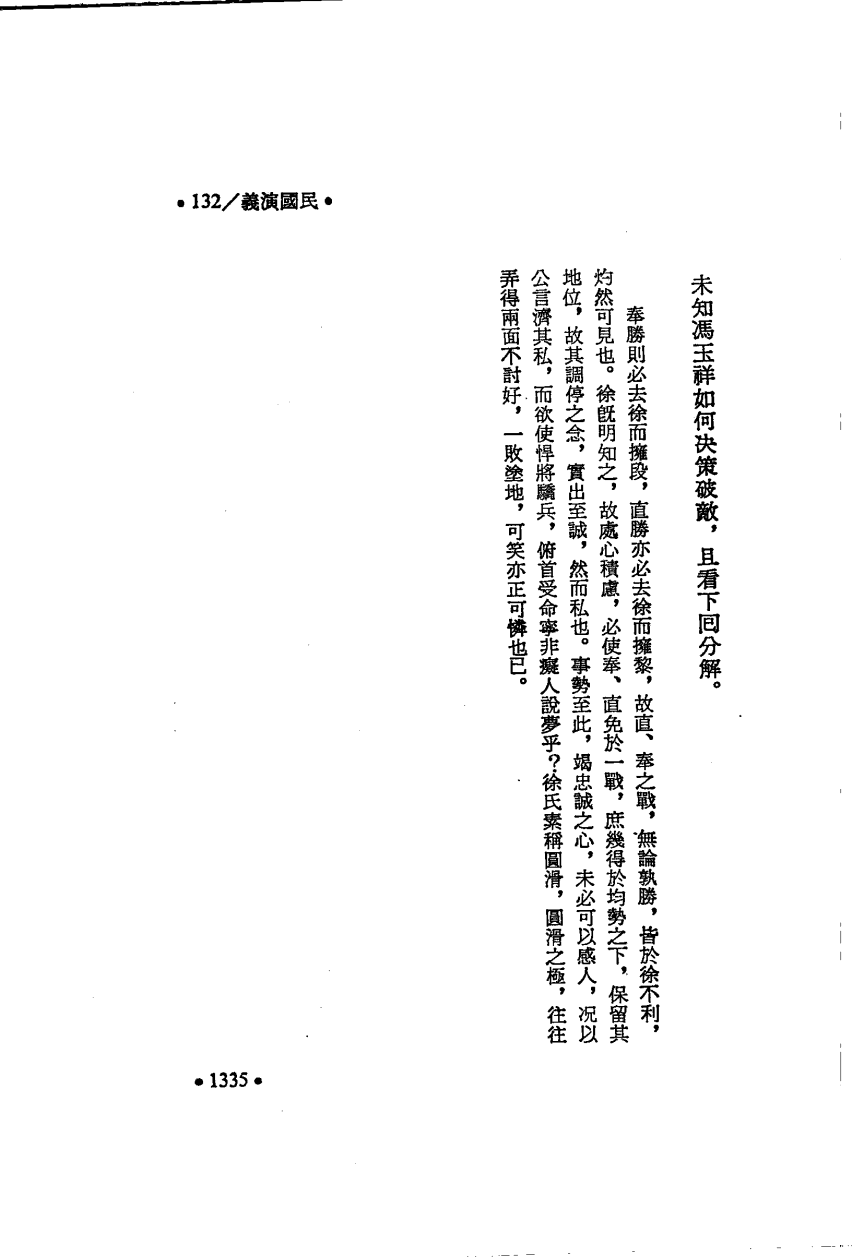 •132/義演國民•
未知馮玉祥如何决策破敵，且看下回分解。
奉勝則必去徐而擁段，直勝亦必去徐而擁黎，故直、奉之戰，無論孰勝，皆於徐不利，
灼然可見也。徐旣明知之，故處心積慮，必使奉、直免於一戰，庶幾得於均勢之下，保留其
地位，故其調停之念，實出至誠，然而私也。事勢至此，竭忠誠之心，未必可以感人，况以
公言濟其私，而欲使悍將驕兵，俯首受命寧非癡人說夢乎？徐氏素稱圓滑，圓滑之極，往往
弄得兩面不討好，一敗塗地，可笑亦正可憐也已。
•1335•